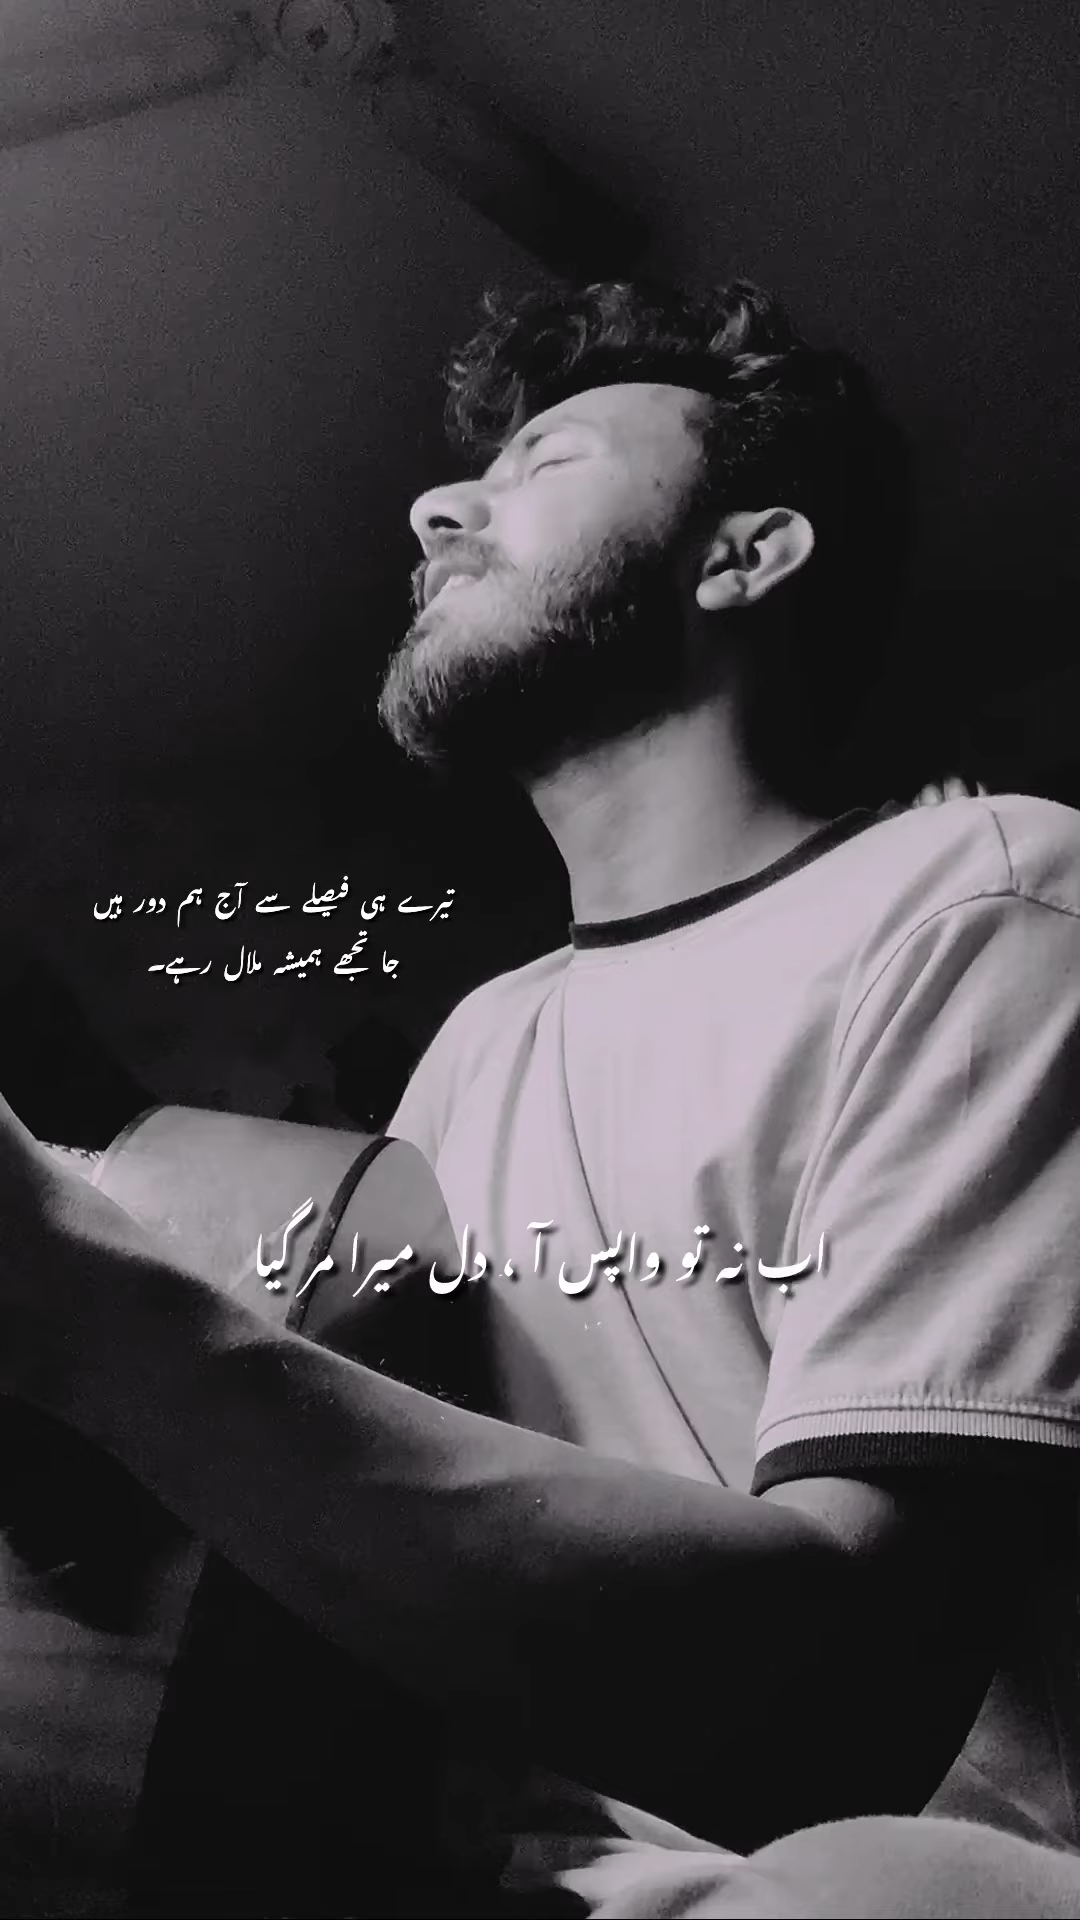 تیرے ہی فیصلے سے آج ہم دور ہیں
جا تجھے ہمیشہ ملال رہے۔
اب نہ تو واپس آ ، دل میرا مر گیا